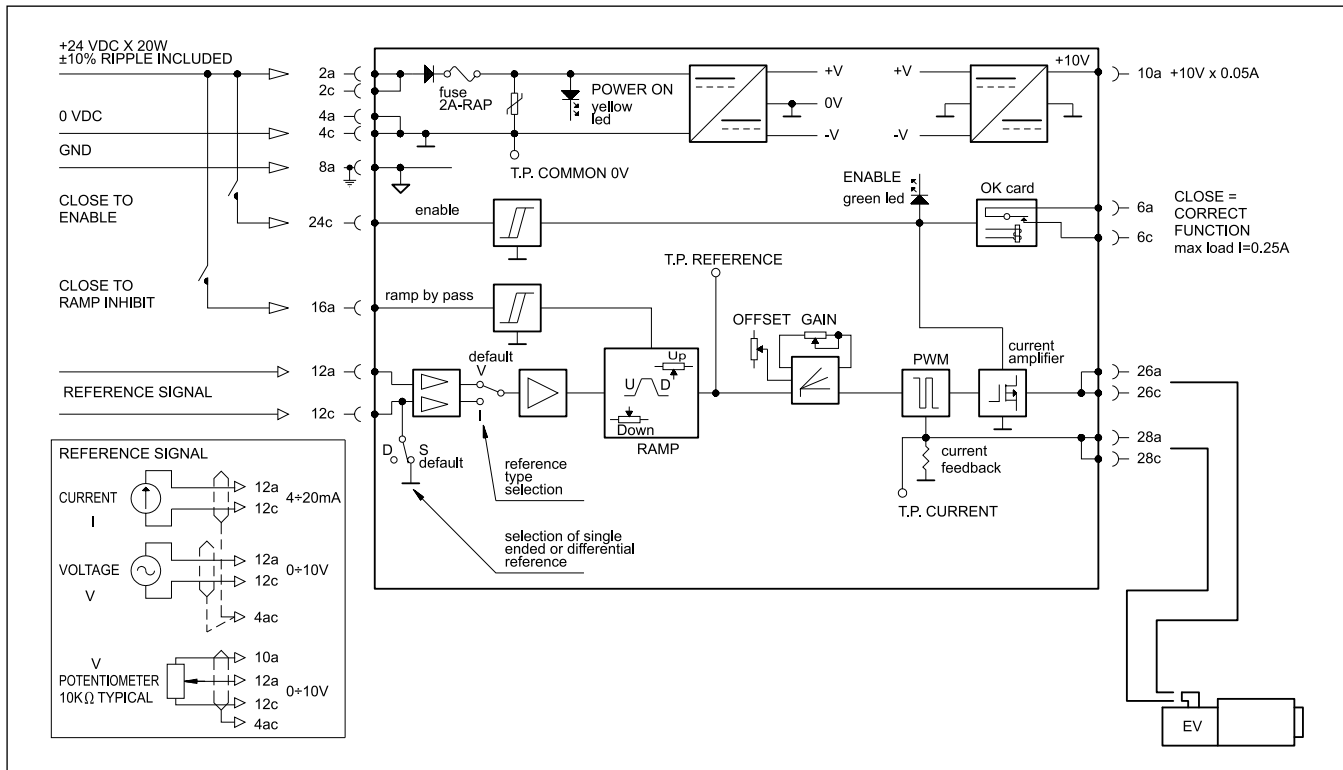 +24 VDC X 20W
±10% RIPPLE INCLUDED
2a
2c
fuse
2A-RAP
POWER ON
yellow
led
+V
0V
-V
+V
-V
+10V
10a +10V x 0.05A
0 VDC
4a
4c
GND
8a
T.P. COMMON 0V
CLOSE TO
ENABLE
24c
enable
ENABLE
green led
OK card
6a
6c
CLOSE =
CORRECT
FUNCTION
max load I=0.25A
CLOSE TO
RAMP INHIBIT
16a
ramp by pass
T.P. REFERENCE
OFFSET
GAIN
REFERENCE SIGNAL
12a
12c
default
V
I
D
S
default
U
D
Up
Down
RAMP
PWM
current
amplifier
26a
26c
28a
28c
current
feedback
T.P. CURRENT
reference
type
selection
selection of single
ended or differential
reference
REFERENCE SIGNAL
CURRENT
I
12a
12c
4÷20mA
VOLTAGE
V
12a
12c
0÷10V
4ac
V
POTENTIOMETER
10KΩ TYPICAL
10a
12a
12c
0÷10V
4ac
EV